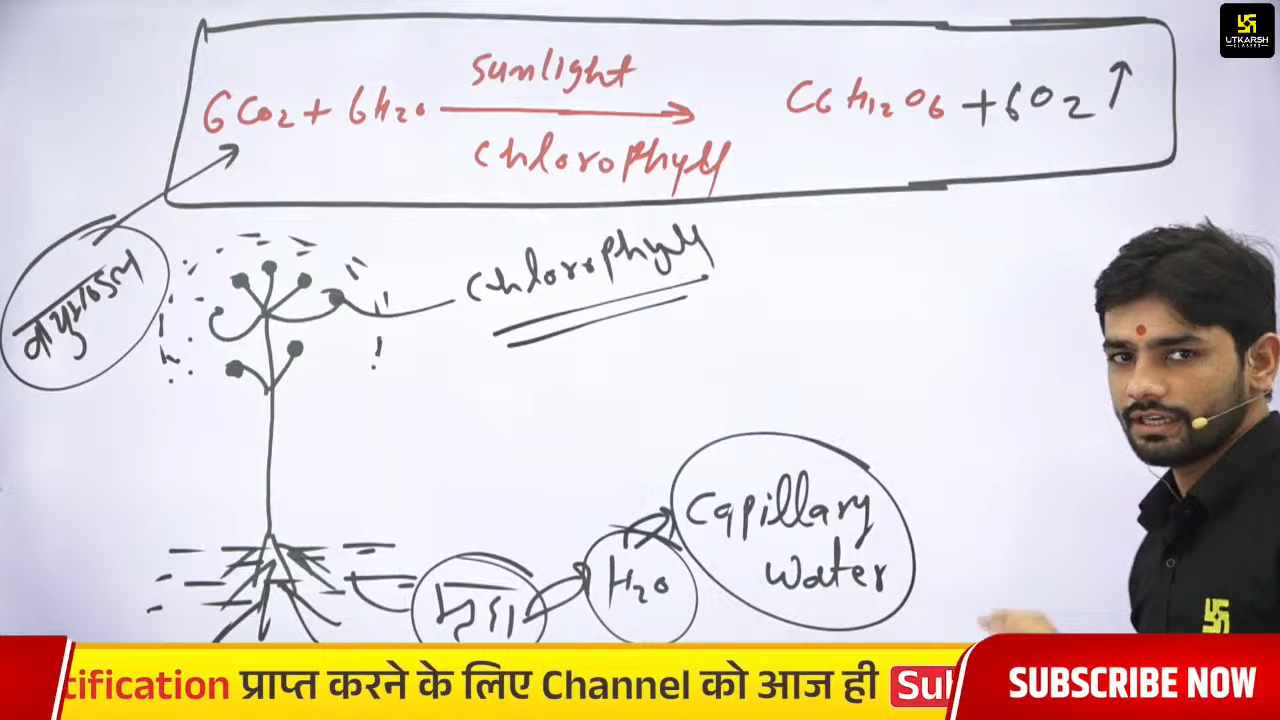 UTKARSH
CLASSES
sunlight
6CO2 + 6H2O → C6H12O6 + 6O2 ↑
chlorophyll
वायुमण्डल
chlorophyll
मृदा
H2O
Capillary
water
tification प्राप्त करने के लिए Channel को आज ही Sub
SUBSCRIBE NOW